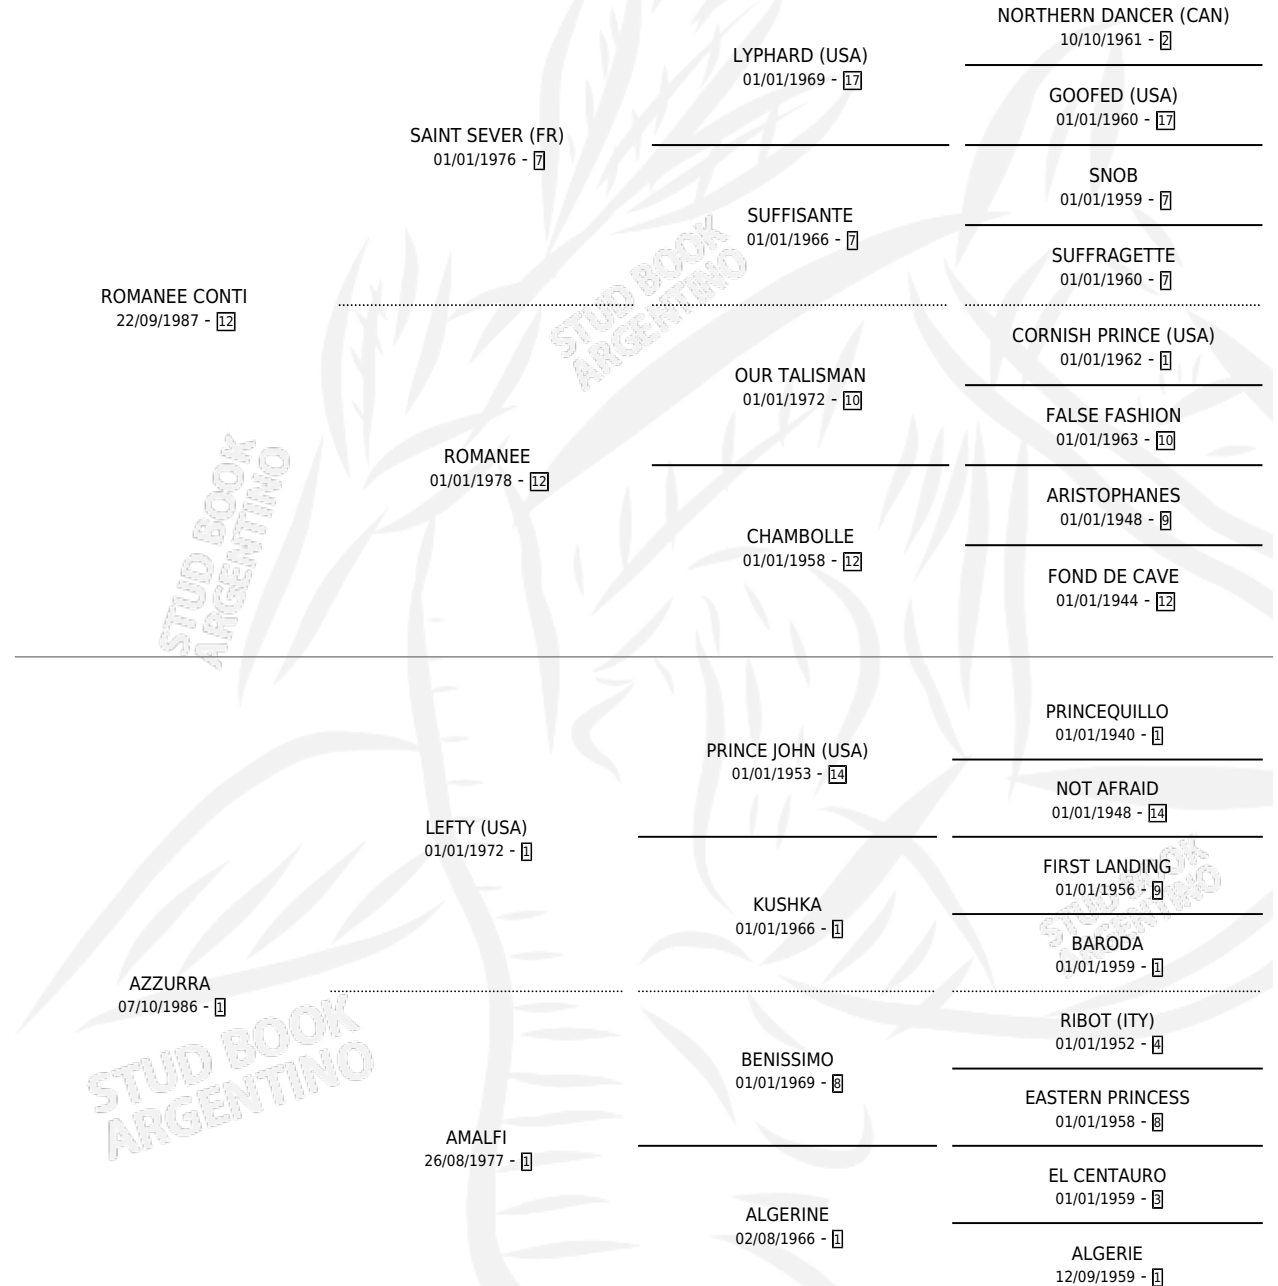 NORTHERN DANCER (CAN)
10/10/1961 - 2
LYPHARD (USA)
01/01/1969 - 17
GOOFED (USA)
01/01/1960 - 17
SAINT SEVER (FR)
01/01/1976 - 7
SNOB
01/01/1959 - 7
SUFFISANTE
01/01/1966 - 7
SUFFRAGETTE
01/01/1960 - 7
ROMANEE CONTI
22/09/1987 - 12
STUD BOOK
ARGENTINO
CORNISH PRINCE (USA)
01/01/1962 - 1
OUR TALISMAN
01/01/1972 - 10
FALSE FASHION
01/01/1963 - 10
ROMANEE
01/01/1978 - 12
ARISTOPHANES
01/01/1948 - 9
CHAMBOLLE
01/01/1958 - 12
FOND DE CAVE
01/01/1944 - 12
STUD BOOK
ARGENTINO
PRINCEQUILLO
01/01/1940 - 1
PRINCE JOHN (USA)
01/01/1953 - 14
NOT AFRAID
01/01/1948 - 14
LEFTY (USA)
01/01/1972 - 1
FIRST LANDING
01/01/1956 - 9
KUSHKA
01/01/1966 - 1
BARODA
01/01/1959 - 1
STUD BOOK
ARGENTINO
AZZURRA
07/10/1986 - 1
RIBOT (ITY)
01/01/1952 - 4
BENISSIMO
01/01/1969 - 8
EASTERN PRINCESS
01/01/1958 - 8
STUD BOOK
ARGENTINO
AMALFI
26/08/1977 - 1
EL CENTAURO
01/01/1959 - 3
ALGERINE
02/08/1966 - 1
ALGERIE
12/09/1959 - 1